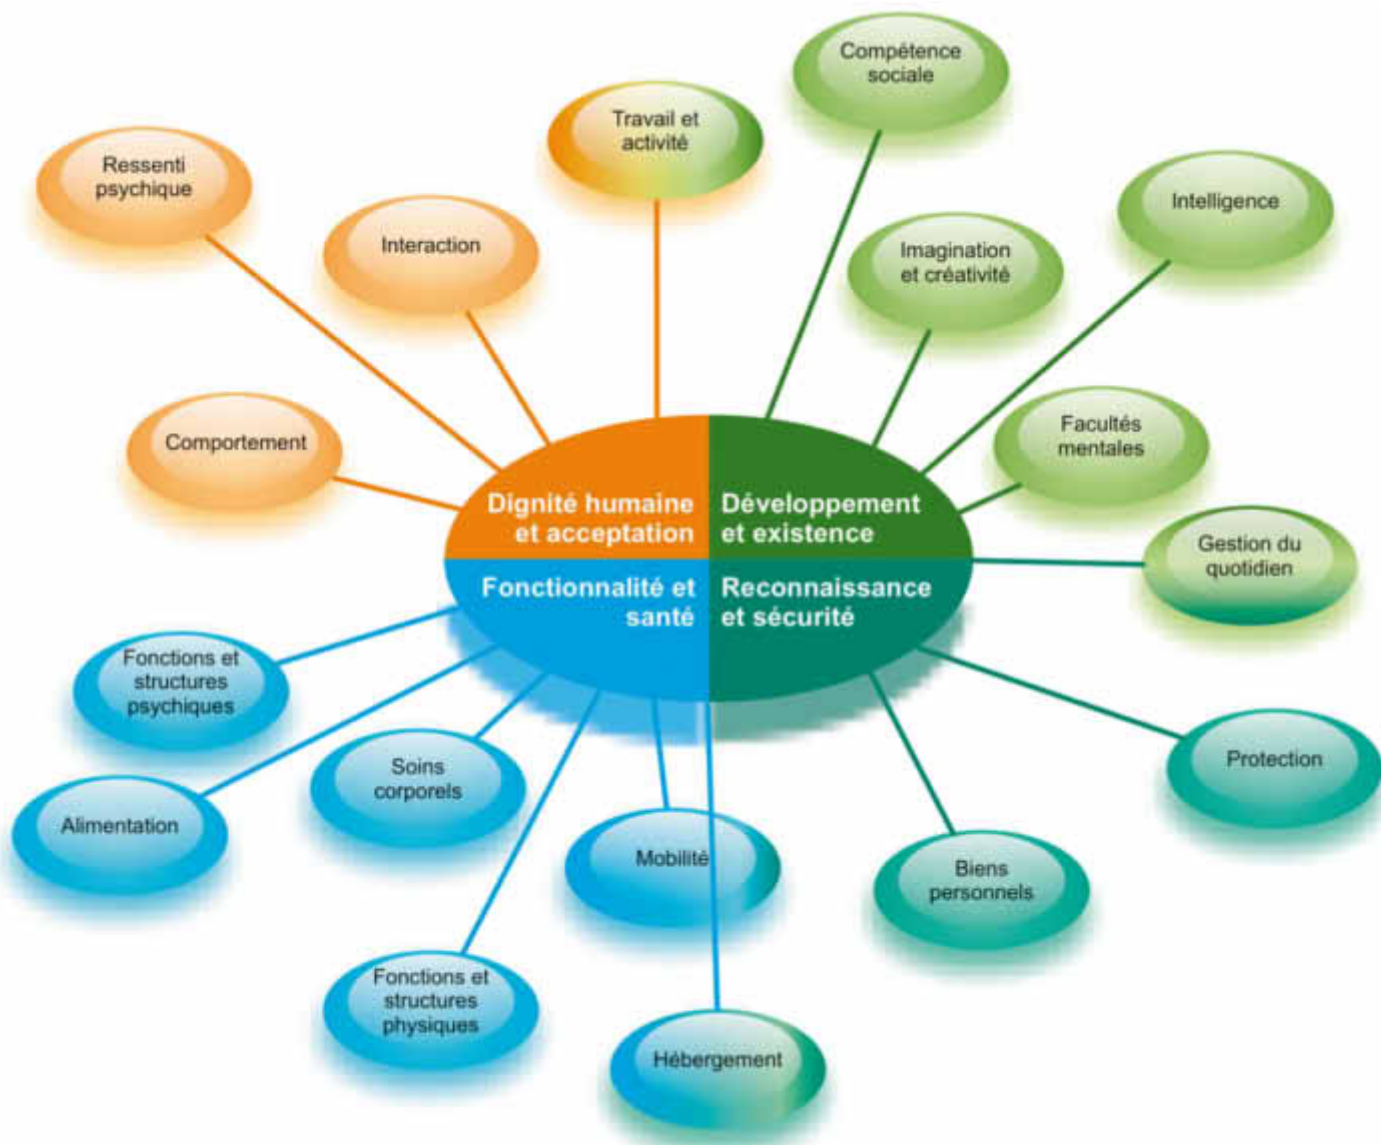 Compétence
sociale
Travail et
activité
Ressenti
psychique
Intelligence
Interaction
Imagination
et créativité
Comportement
Facultés
mentales
Dignité humaine
et acceptation
Développement
et existence
Gestion du
quotidien
Fonctionnalité et
santé
Reconnaissance
et sécurité
Fonctions et
structures
psychiques
Soins
corporels
Protection
Alimentation
Mobilité
Biens
personnels
Fonctions et
structures
physiques
Hébergement